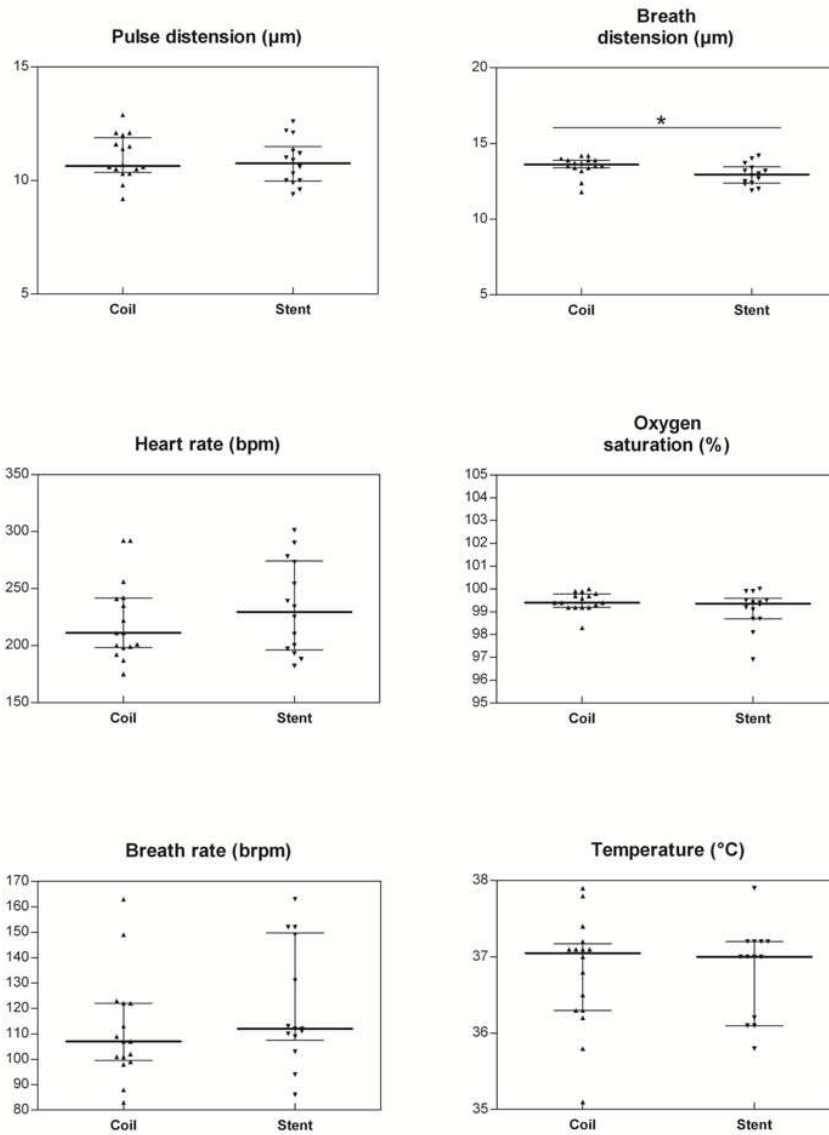 Pulse distension (µm)
15
10
5
Coil
Stent
Breath
distension (µm)
20
15
10
5
*
Coil
Stent
Heart rate (bpm)
350
300
250
200
150
Coil
Stent
Oxygen
saturation (%)
105
104
103
102
101
100
99
98
97
96
95
Coil
Stent
Breath rate (brpm)
170
160
150
140
130
120
110
100
90
80
Coil
Stent
Temperature (°C)
38
37
36
35
Coil
Stent